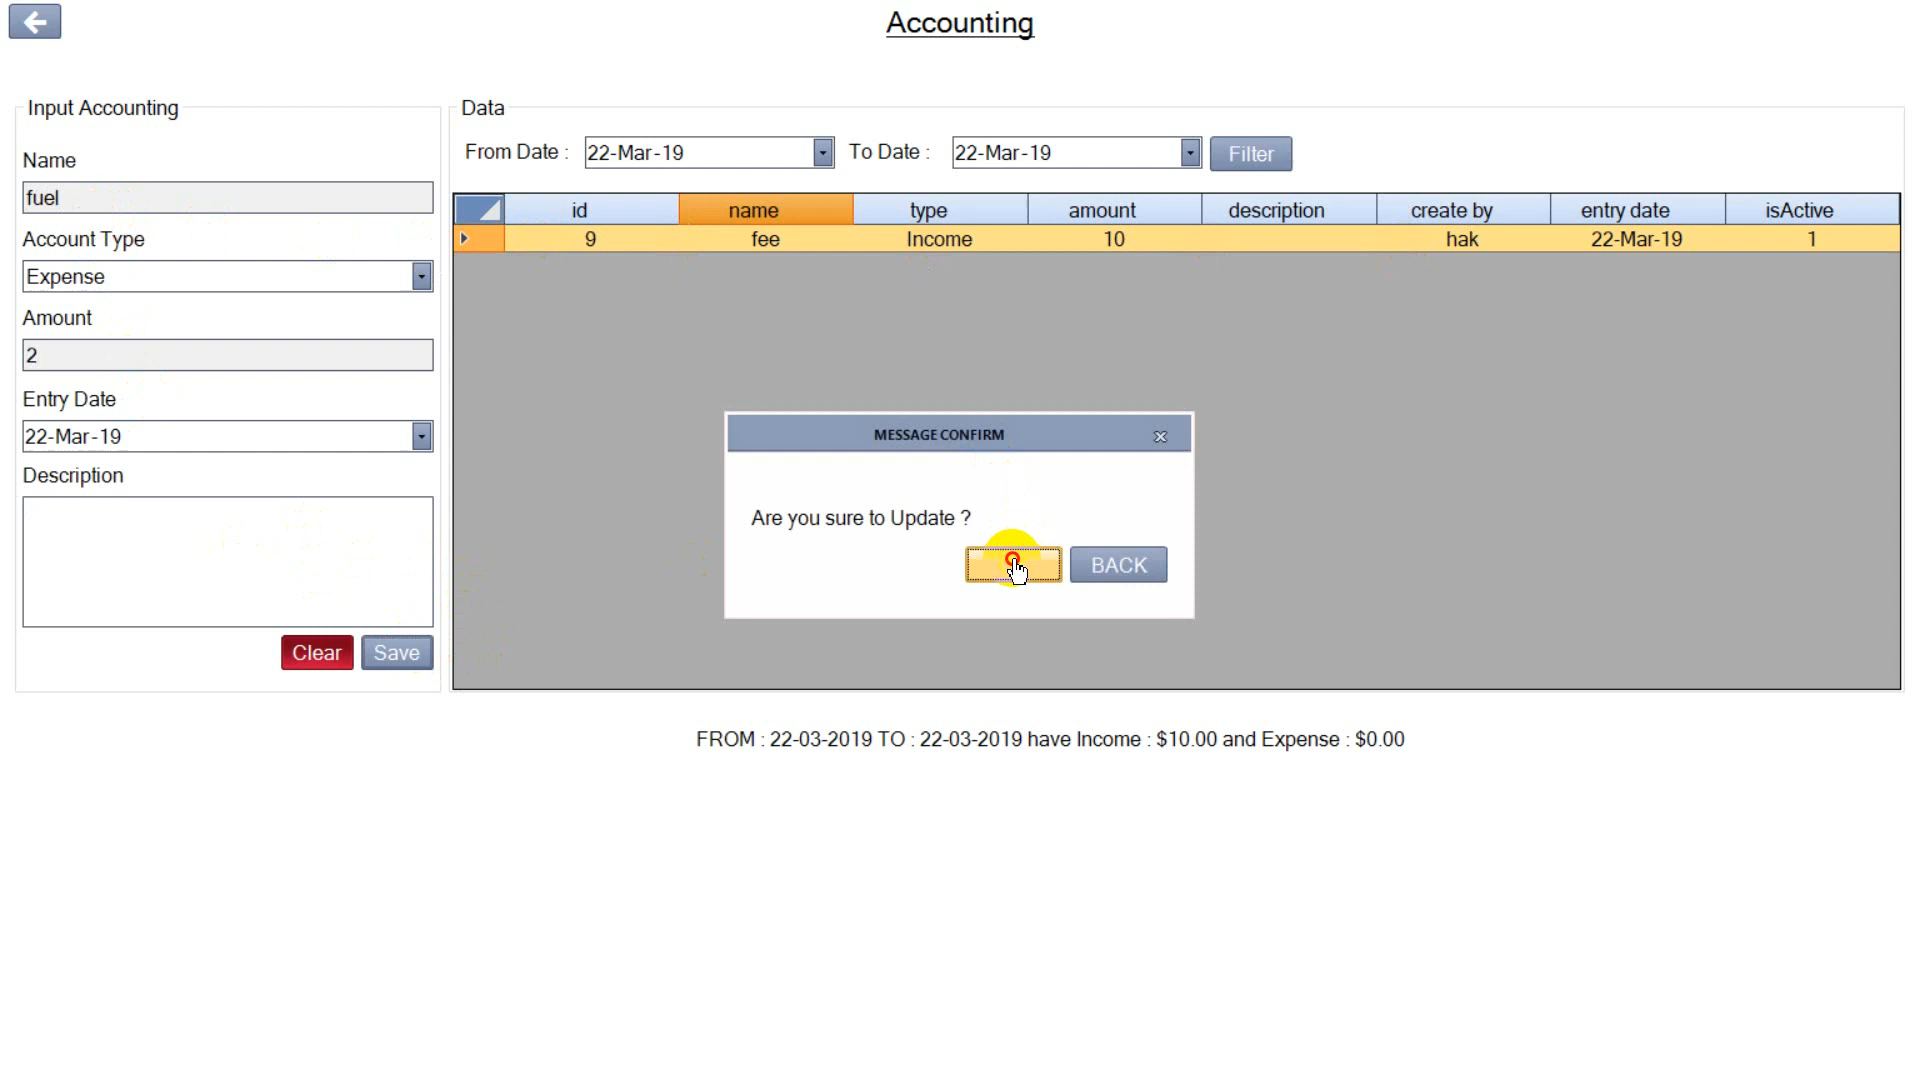 Accounting
Input Accounting
Name
fuel
Account Type
Expense
Amount
2
Entry Date
22-Mar-19
Description
Clear Save
Data
From Date : 22-Mar-19 To Date : 22-Mar-19 Filter
id name type amount description create by entry date isActive
9 fee Income 10 hak 22-Mar-19 1
MESSAGE CONFIRM
Are you sure to Update ?
BACK
FROM : 22-03-2019 TO : 22-03-2019 have Income : $10.00 and Expense : $0.00